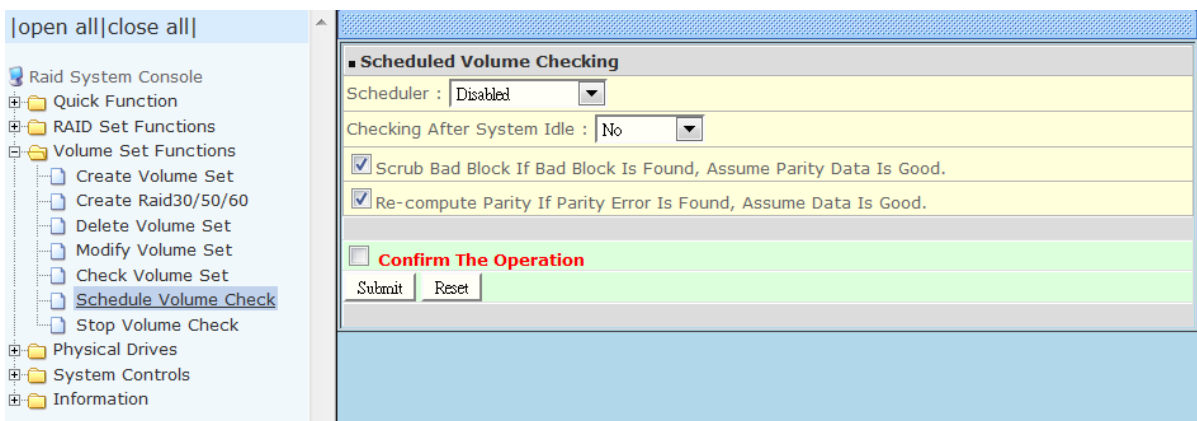 |open all|close all|
Raid System Console
Quick Function
RAID Set Functions
Volume Set Functions
Create Volume Set
Create Raid30/50/60
Delete Volume Set
Modify Volume Set
Check Volume Set
Schedule Volume Check
Stop Volume Check
Physical Drives
System Controls
Information
Scheduled Volume Checking
Scheduler : Disabled
Checking After System Idle : No
Scrub Bad Block If Bad Block Is Found, Assume Parity Data Is Good.
Re-compute Parity If Parity Error Is Found, Assume Data Is Good.
Confirm The Operation
Submit Reset